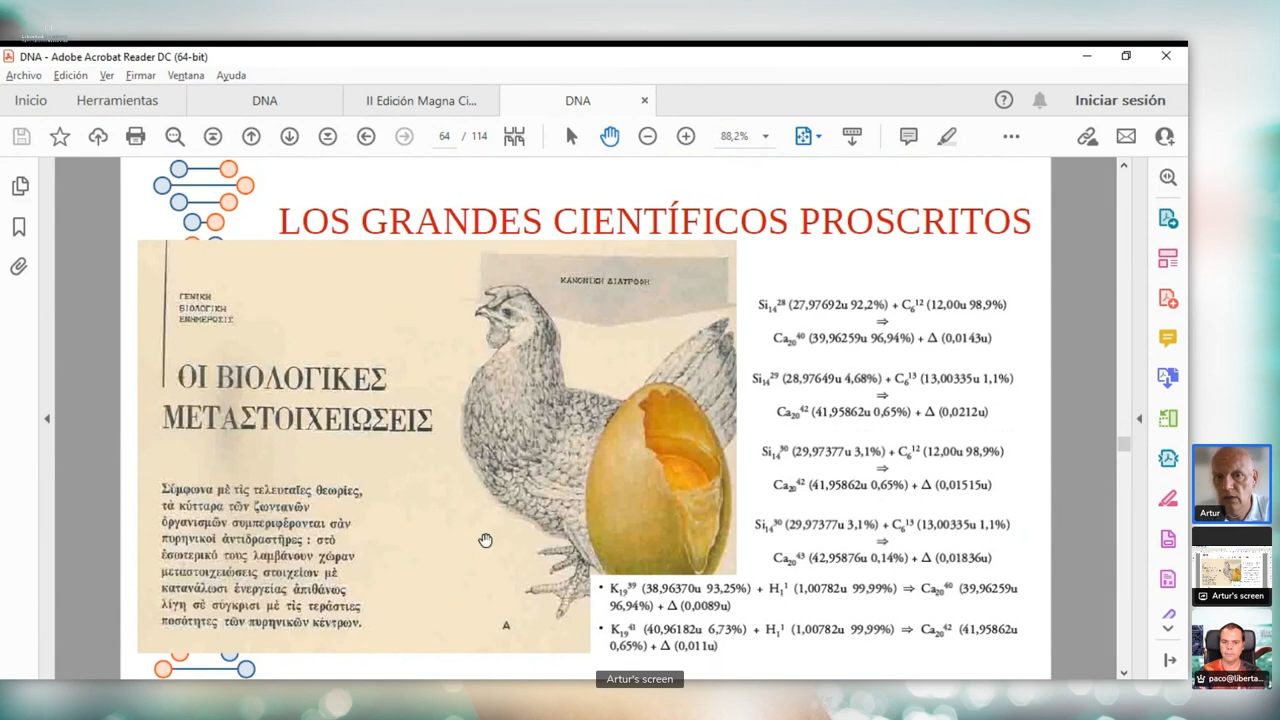 DNA - Adobe Acrobat Reader DC (64-bit)
Archivo Edición Ver Firmar Ventana Ayuda
Inicio Herramientas DNA II Edición Magna Ci... DNA × Iniciar sesión
64 / 114 88,2%
LOS GRANDES CIENTÍFICOS PROSCRITOS
ΓΕΝΙΚΗ
ΒΙΟΛΟΓΙΚΗ
ΕΝΗΜΕΡΩΣΙΣ
ΚΑΝΟΝΙΚΗ ΔΙΑΤΡΟΦΗ
ΟΙ ΒΙΟΛΟΓΙΚΕΣ
ΜΕΤΑΣΤΟΙΧΕΙΩΣΕΙΣ
Σύμφωνα μὲ τὶς τελευταῖες θεωρίες,
τὰ κύτταρα τῶν ζωντανῶν
ὀργανισμῶν συμπεριφέρονται σὰν
πυρηνικοὶ ἀντιδραστῆρες : στὸ
ἐσωτερικό τους λαμβάνουν χώραν
μεταστοιχειώσεις στοιχείων μὲ
κατανάλωσι ἐνεργείας ἀπιθάνως
λίγη σὲ σύγκρισι μὲ τὶς τεράστιες
ποσότητες τῶν πυρηνικῶν κέντρων.
A
Si₁₄²⁸ (27,97692u 92,2%) + C₆¹² (12,00u 98,9%)
⇒
Ca₂₀⁴⁰ (39,96259u 96,94%) + Δ (0,0143u)
Si₁₄²⁹ (28,97649u 4,68%) + C₆¹³ (13,00335u 1,1%)
⇒
Ca₂₀⁴² (41,95862u 0,65%) + Δ (0,0212u)
Si₁₄³⁰ (29,97377u 3,1%) + C₆¹² (12,00u 98,9%)
⇒
Ca₂₀⁴² (41,95862u 0,65%) + Δ (0,01515u)
Si₁₄³⁰ (29,97377u 3,1%) + C₆¹³ (13,00335u 1,1%)
⇒
Ca₂₀⁴³ (42,95876u 0,14%) + Δ (0,01836u)
• K₁₉³⁹ (38,96370u 93,25%) + H₁¹ (1,00782u 99,99%) ⇒ Ca₂₀⁴⁰ (39,96259u
96,94%) + Δ (0,0089u)
• K₁₉⁴¹ (40,96182u 6,73%) + H₁¹ (1,00782u 99,99%) ⇒ Ca₂₀⁴² (41,95862u
0,65%) + Δ (0,011u)
Artur
Artur's screen
paco@liberta...
Artur's screen